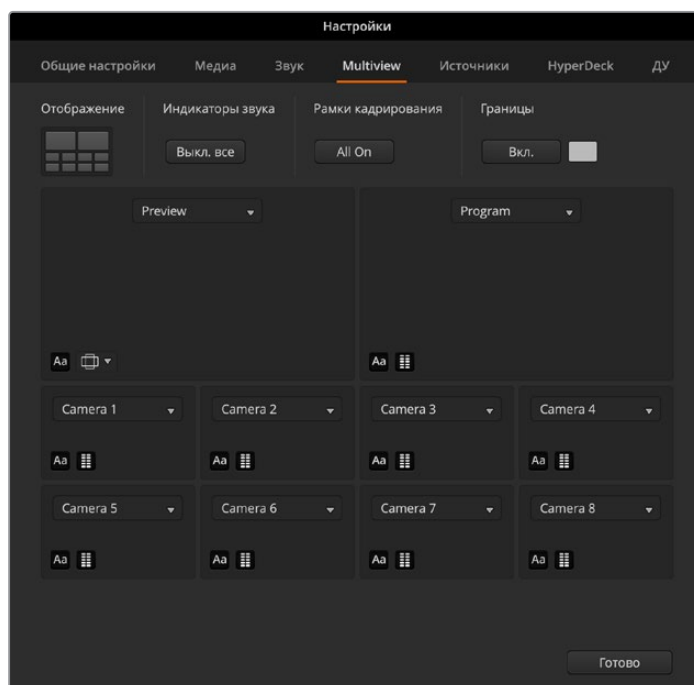 Настройки
Общие настройки Медиа Звук Multiview Источники HyperDeck ДУ
Отображение Индикаторы звука Рамки кадрирования Границы
Выкл. все All On Вкл.
Preview Program
Aa Aa
Camera 1 Camera 2 Camera 3 Camera 4
Aa Aa Aa Aa
Camera 5 Camera 6 Camera 7 Camera 8
Aa Aa Aa Aa
Готово